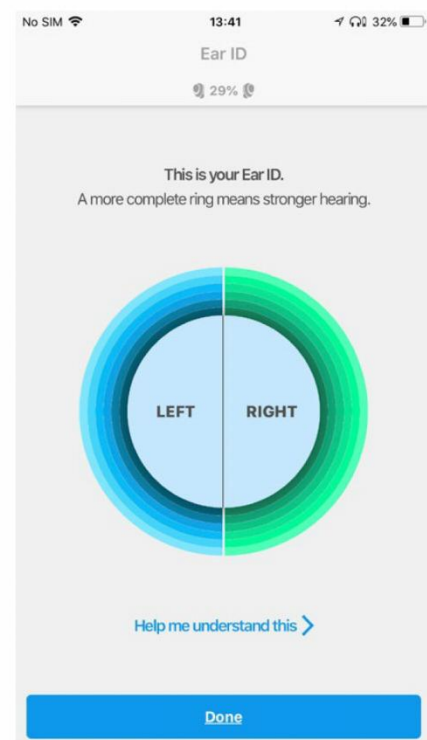 No SIM 13:41 32%
Ear ID
29%
This is your Ear ID.
A more complete ring means stronger hearing.
LEFT RIGHT
Help me understand this
Done